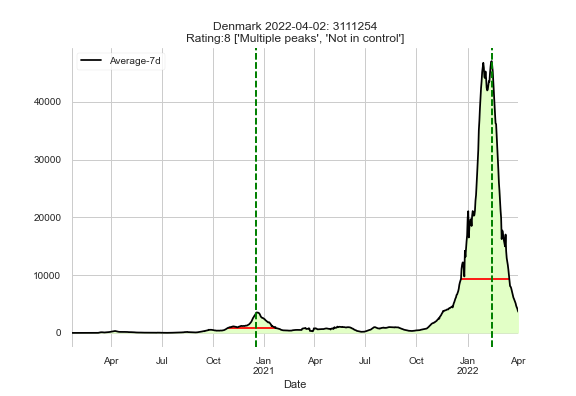 Denmark 2022-04-02: 3111254
Rating:8 ['Multiple peaks', 'Not in control']
Average-7d
40000
30000
20000
10000
0
Apr Jul Oct Jan Apr Jul Oct Jan Apr
2021 2022
Date